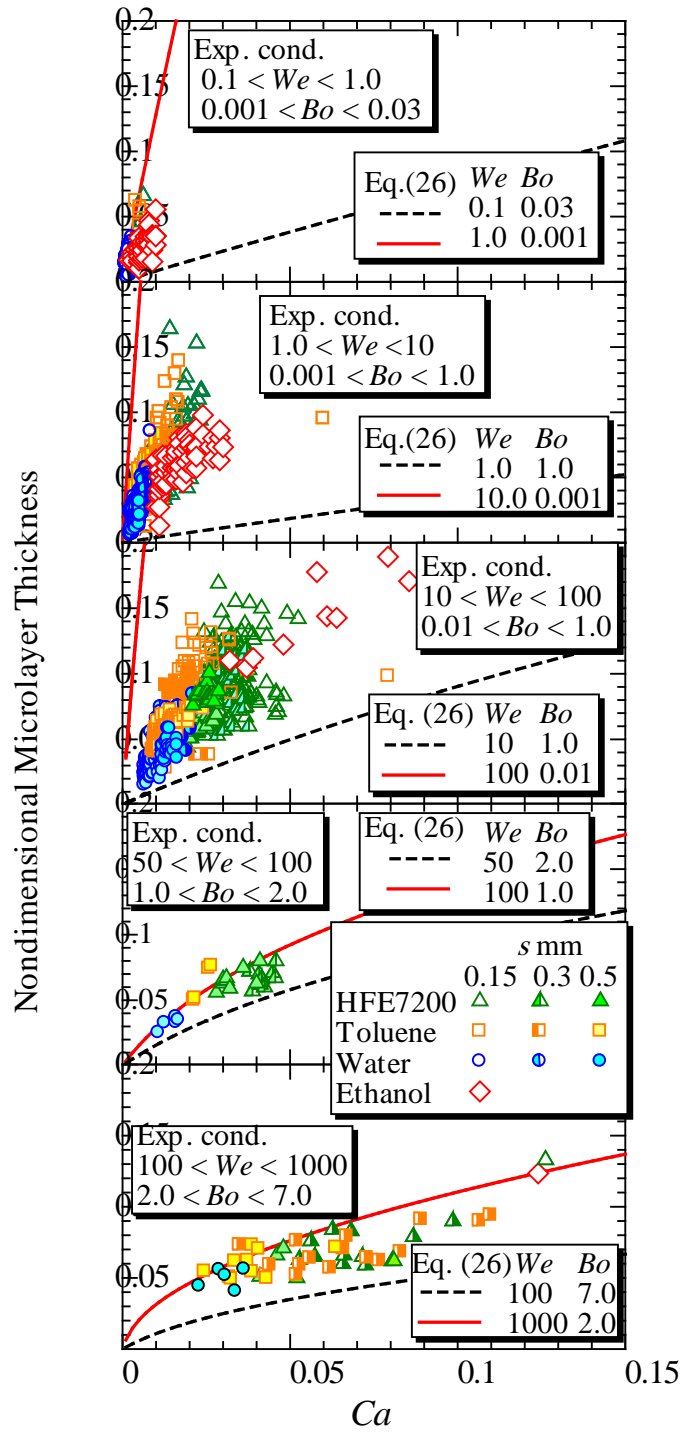 Nondimensional Microlayer Thickness
0.2
0.15
0.1
Exp. cond.
0.1 < We < 1.0
0.001 < Bo < 0.03
Eq.(26) We Bo
0.1 0.03
1.0 0.001
0.2
0.15
0.1
Exp. cond.
1.0 < We <10
0.001 < Bo < 1.0
Eq.(26) We Bo
1.0 1.0
10.0 0.001
0.2
0.15
0.1
Exp. cond.
10 < We < 100
0.01 < Bo < 1.0
Eq. (26) We Bo
10 1.0
100 0.01
0.2
Exp. cond.
50 < We < 100
1.0 < Bo < 2.0
Eq. (26) We Bo
50 2.0
100 1.0
0.1
0.05
s mm
0.15 0.3 0.5
HFE7200
Toluene
Water
Ethanol
0.2
Exp. cond.
100 < We < 1000
2.0 < Bo < 7.0
0.05
Eq. (26) We Bo
100 7.0
1000 2.0
0 0.05 0.1 0.15
Ca